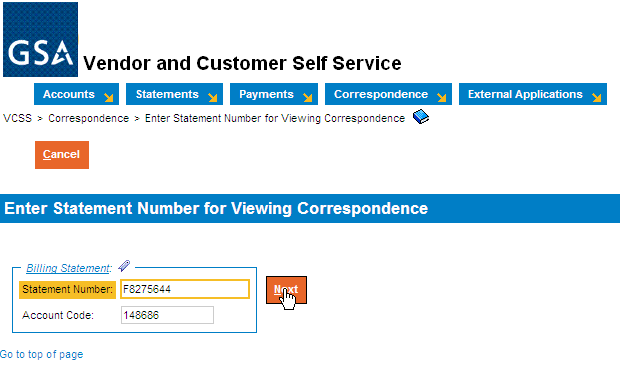 GSA
Vendor and Customer Self Service
Accounts Statements Payments Correspondence External Applications
VCSS > Correspondence > Enter Statement Number for Viewing Correspondence
Cancel
Enter Statement Number for Viewing Correspondence
Billing Statement:
Statement Number: F8275644 Next
Account Code: 148686
Go to top of page